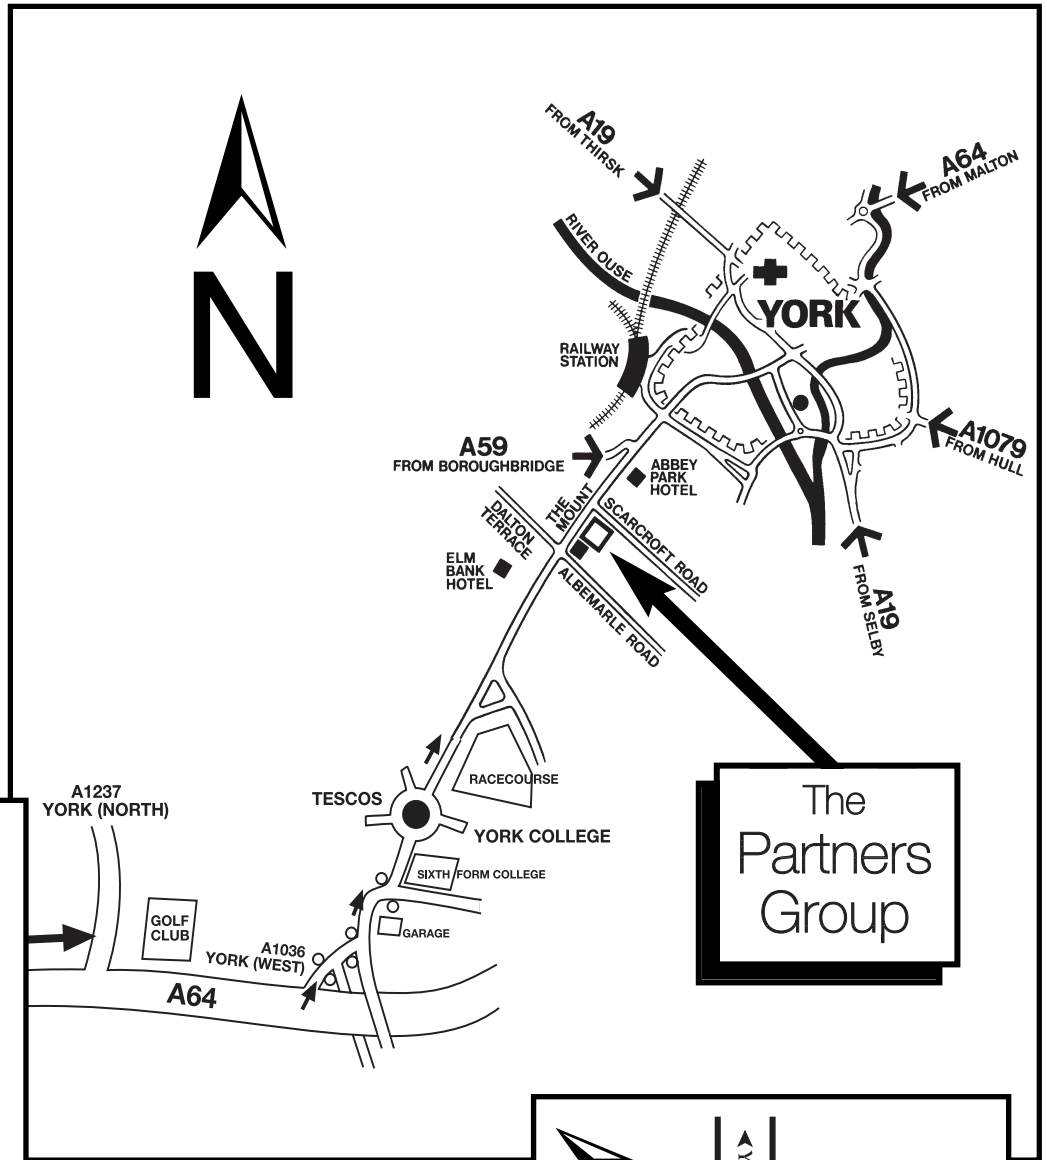 A19
FROM THIRSK
A64
FROM MALTON
N
RIVER OUSE
YORK
RAILWAY
STATION
A59
FROM BOROUGHBRIDGE
A1079
FROM HULL
ABBEY
PARK
HOTEL
THE
MOUNT
DALTON
TERRACE
SCARCROFT ROAD
ELM
BANK
HOTEL
ALBEMARLE ROAD
A19
FROM SELBY
RACECOURSE
A1237
YORK (NORTH)
TESCOS
YORK COLLEGE
The
Partners
Group
SIXTH FORM COLLEGE
GOLF
CLUB
GARAGE
A1036
YORK (WEST)
A64